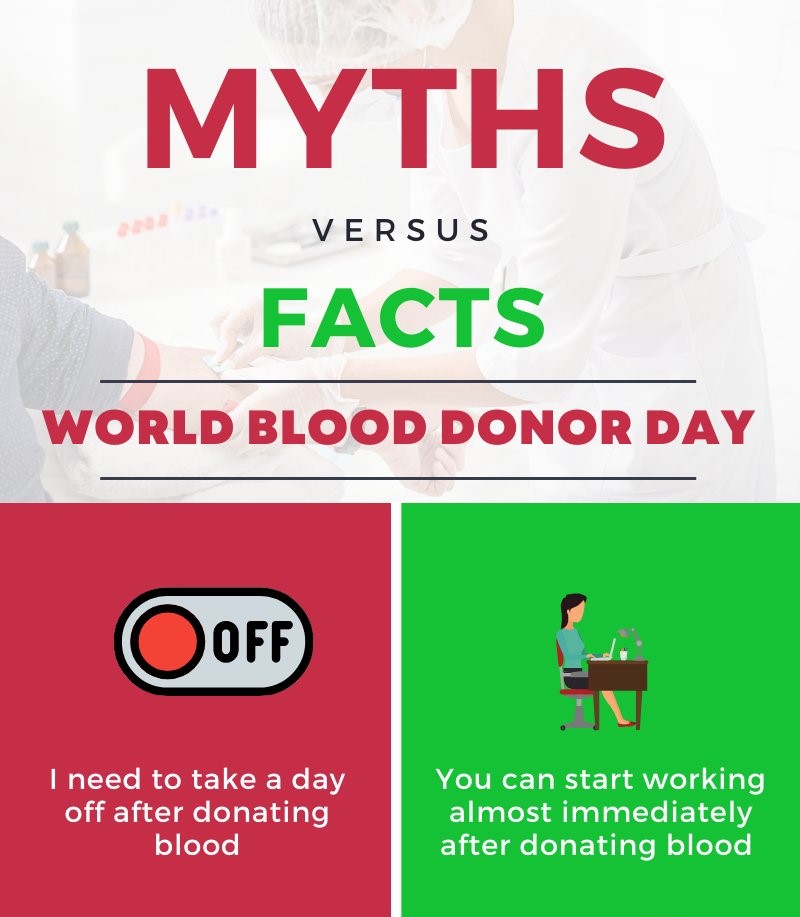 MYTHS
VERSUS
FACTS
WORLD BLOOD DONOR DAY
OFF
I need to take a day
off after donating
blood
You can start working
almost immediately
after donating blood